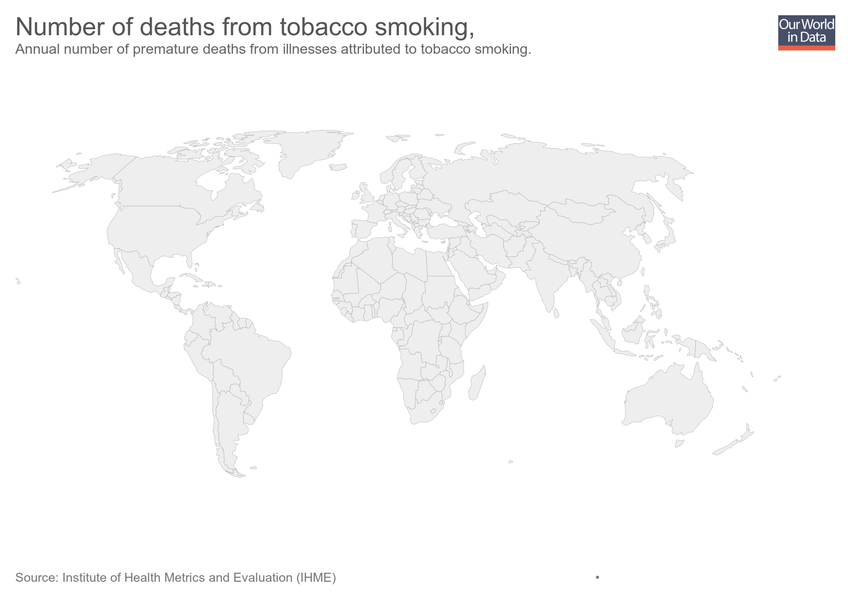 Number of deaths from tobacco smoking,
Annual number of premature deaths from illnesses attributed to tobacco smoking.
Our World
in Data
Source: Institute of Health Metrics and Evaluation (IHME)
•